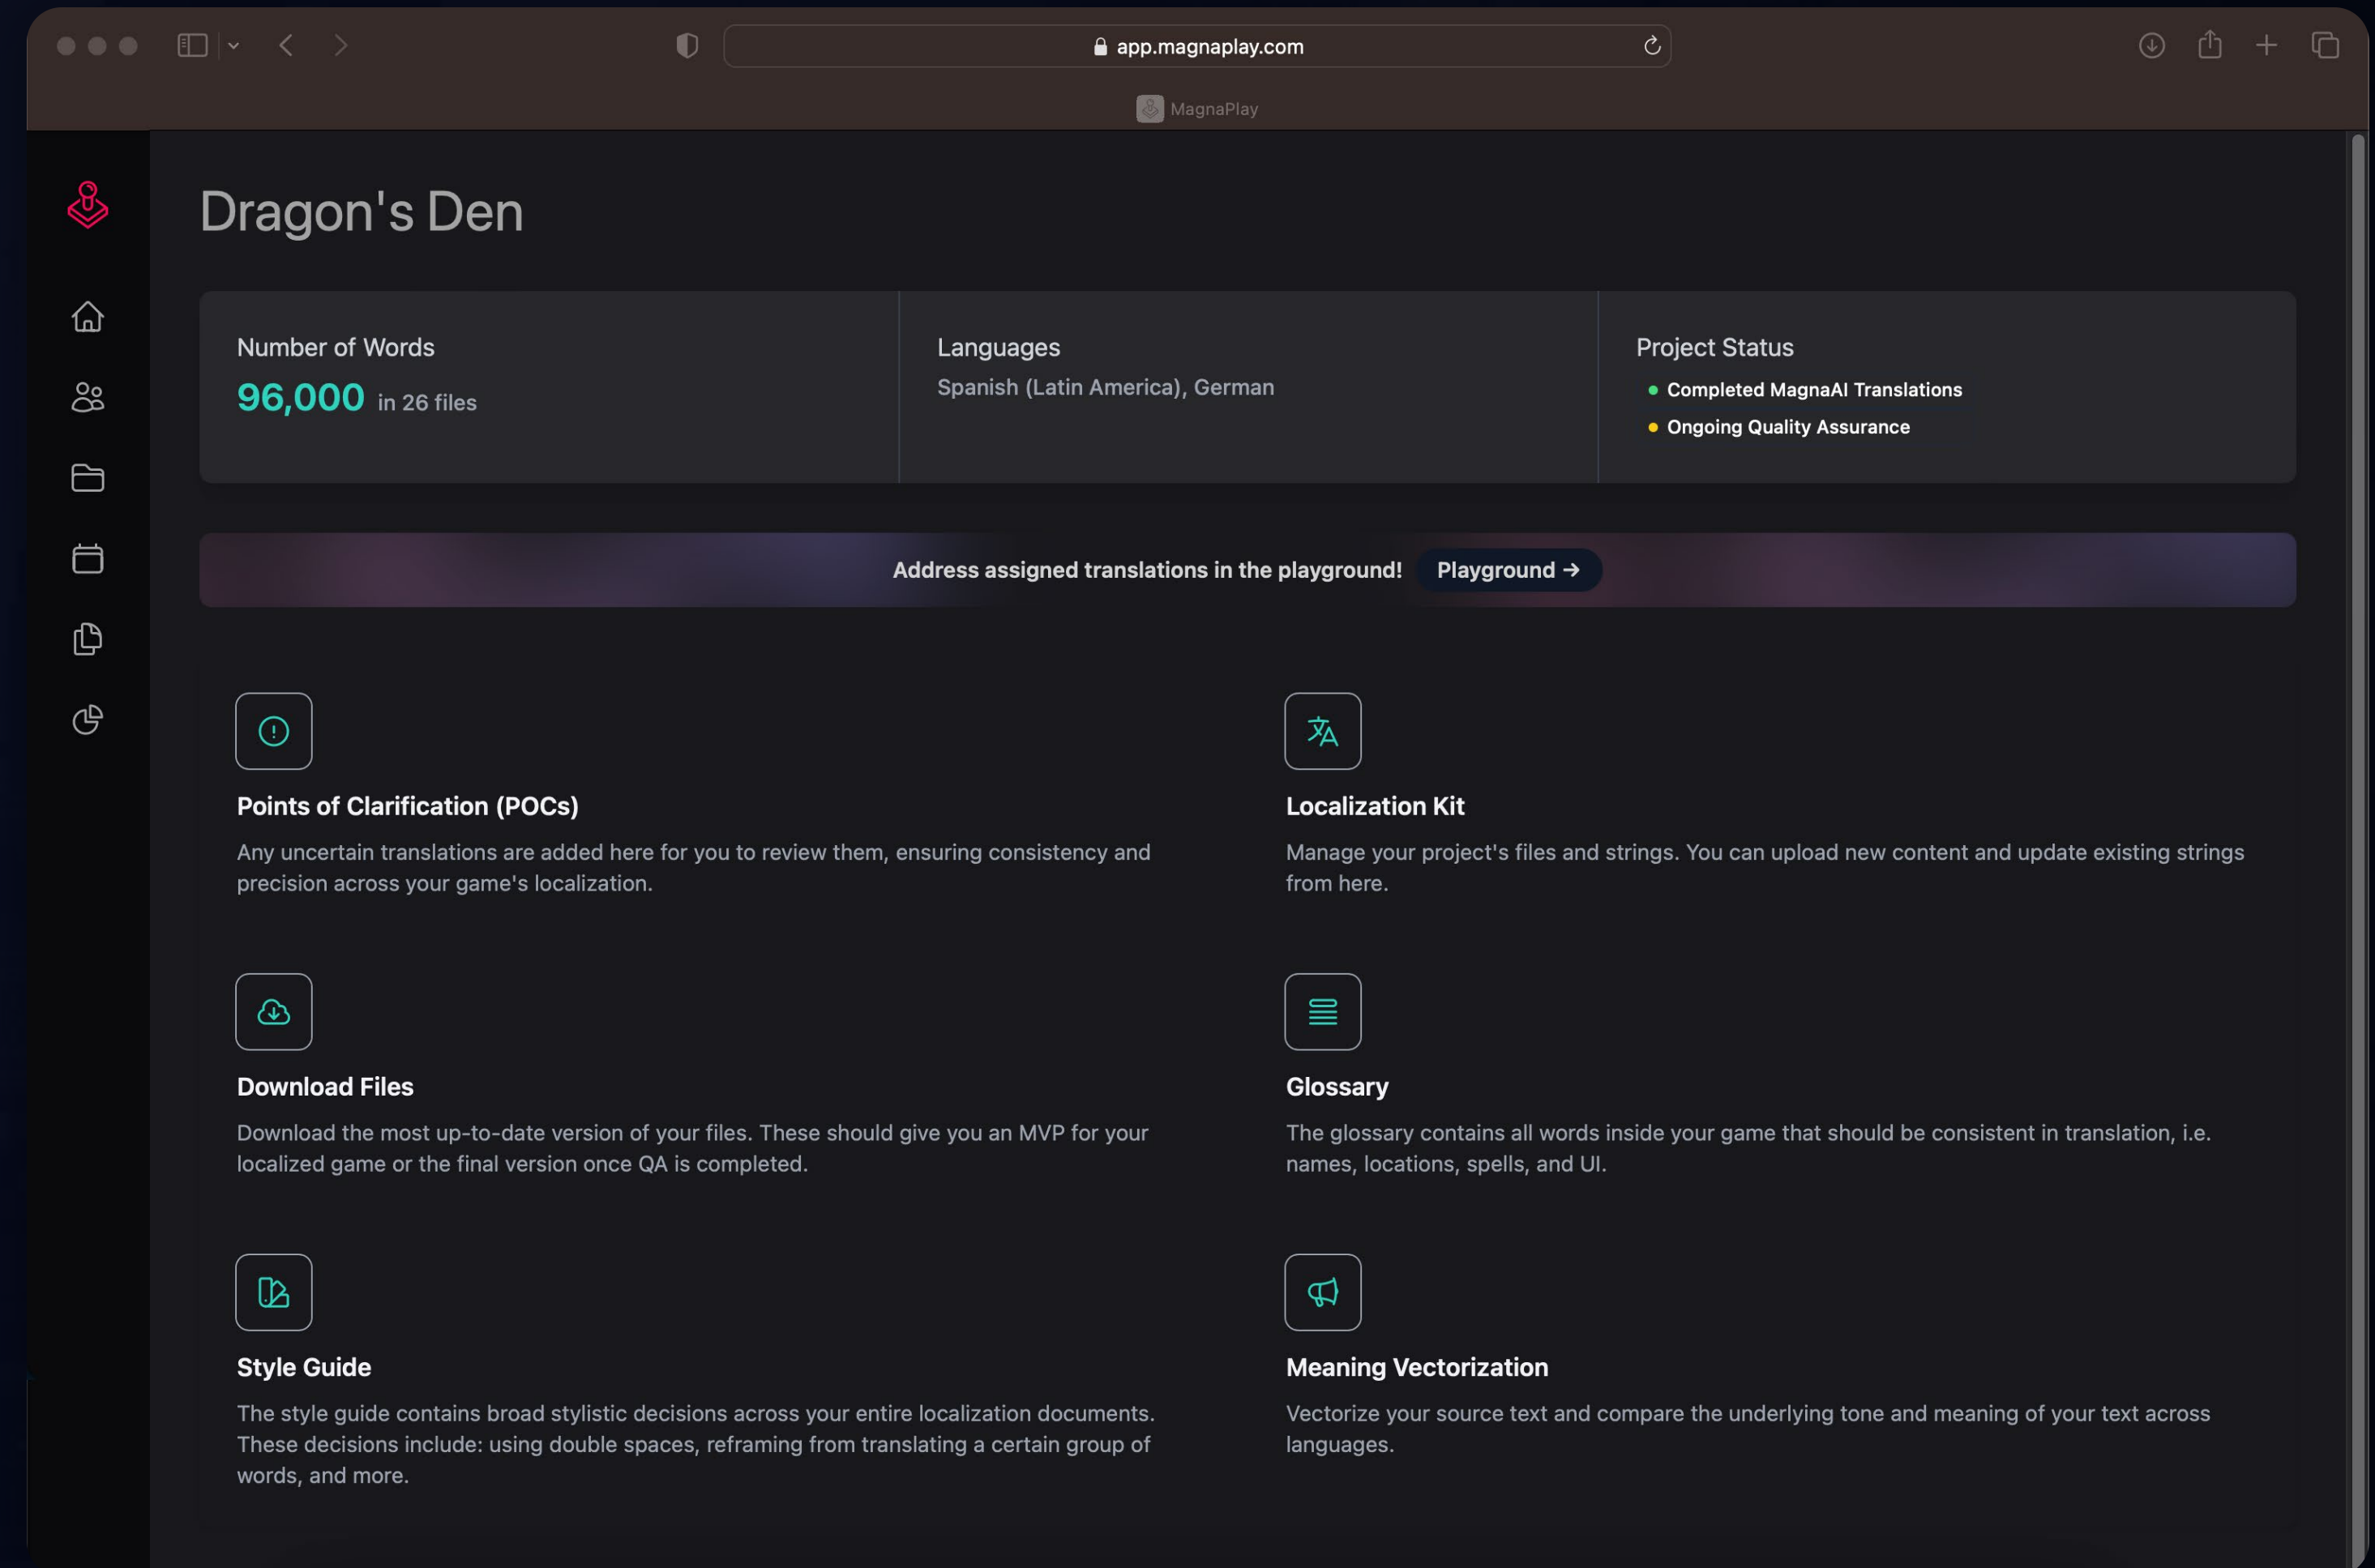 app.magnaplay.com
MagnaPlay
Dragon's Den
Number of Words
96,000 in 26 files
Languages
Spanish (Latin America), German
Project Status
Completed MagnaAI Translations
Ongoing Quality Assurance
Address assigned translations in the playground! Playground →
Points of Clarification (POCs)
Any uncertain translations are added here for you to review them, ensuring consistency and
precision across your game's localization.
Localization Kit
Manage your project's files and strings. You can upload new content and update existing strings
from here.
Download Files
Download the most up-to-date version of your files. These should give you an MVP for your
localized game or the final version once QA is completed.
Glossary
The glossary contains all words inside your game that should be consistent in translation, i.e.
names, locations, spells, and UI.
Style Guide
The style guide contains broad stylistic decisions across your entire localization documents.
These decisions include: using double spaces, reframing from translating a certain group of
words, and more.
Meaning Vectorization
Vectorize your source text and compare the underlying tone and meaning of your text across
languages.